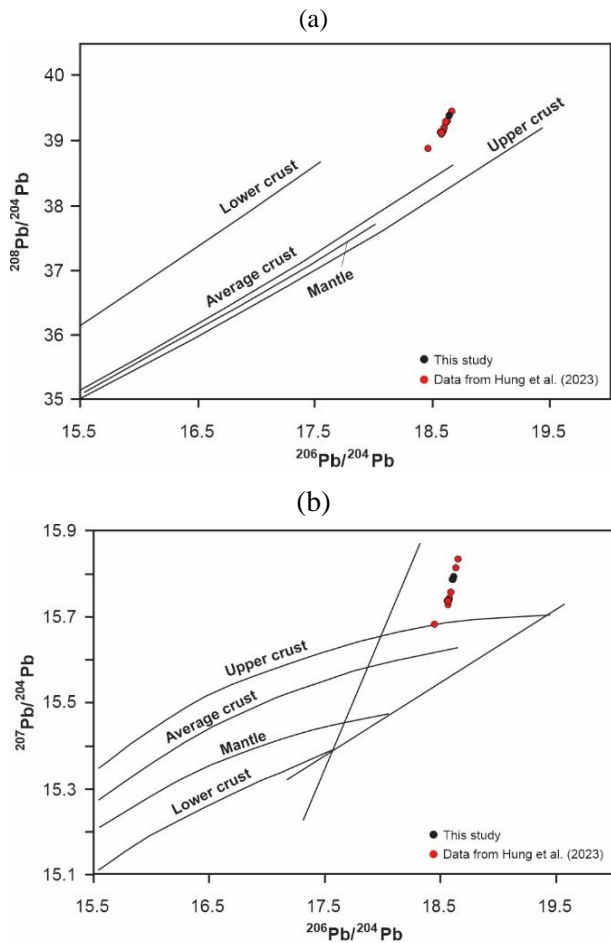 (a)
40
39
38
37
36
35
208Pb/204Pb
Lower crust
Upper crust
Average crust
Mantle
This study
Data from Hung et al. (2023)
15.5 16.5 17.5 18.5 19.5
206Pb/204Pb
(b)
15.9
15.7
15.5
15.3
15.1
207Pb/204Pb
Upper crust
Average crust
Mantle
Lower crust
This study
Data from Hung et al. (2023)
15.5 16.5 17.5 18.5 19.5
206Pb/204Pb